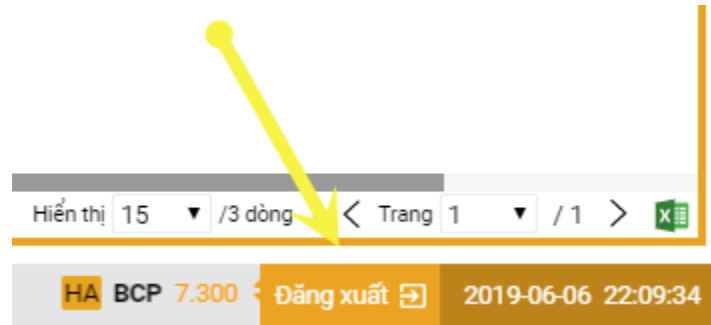 Hiển thị 15 /3 dòng Trang 1 / 1
HA BCP 7.300 Đăng xuất 2019-06-06 22:09:34